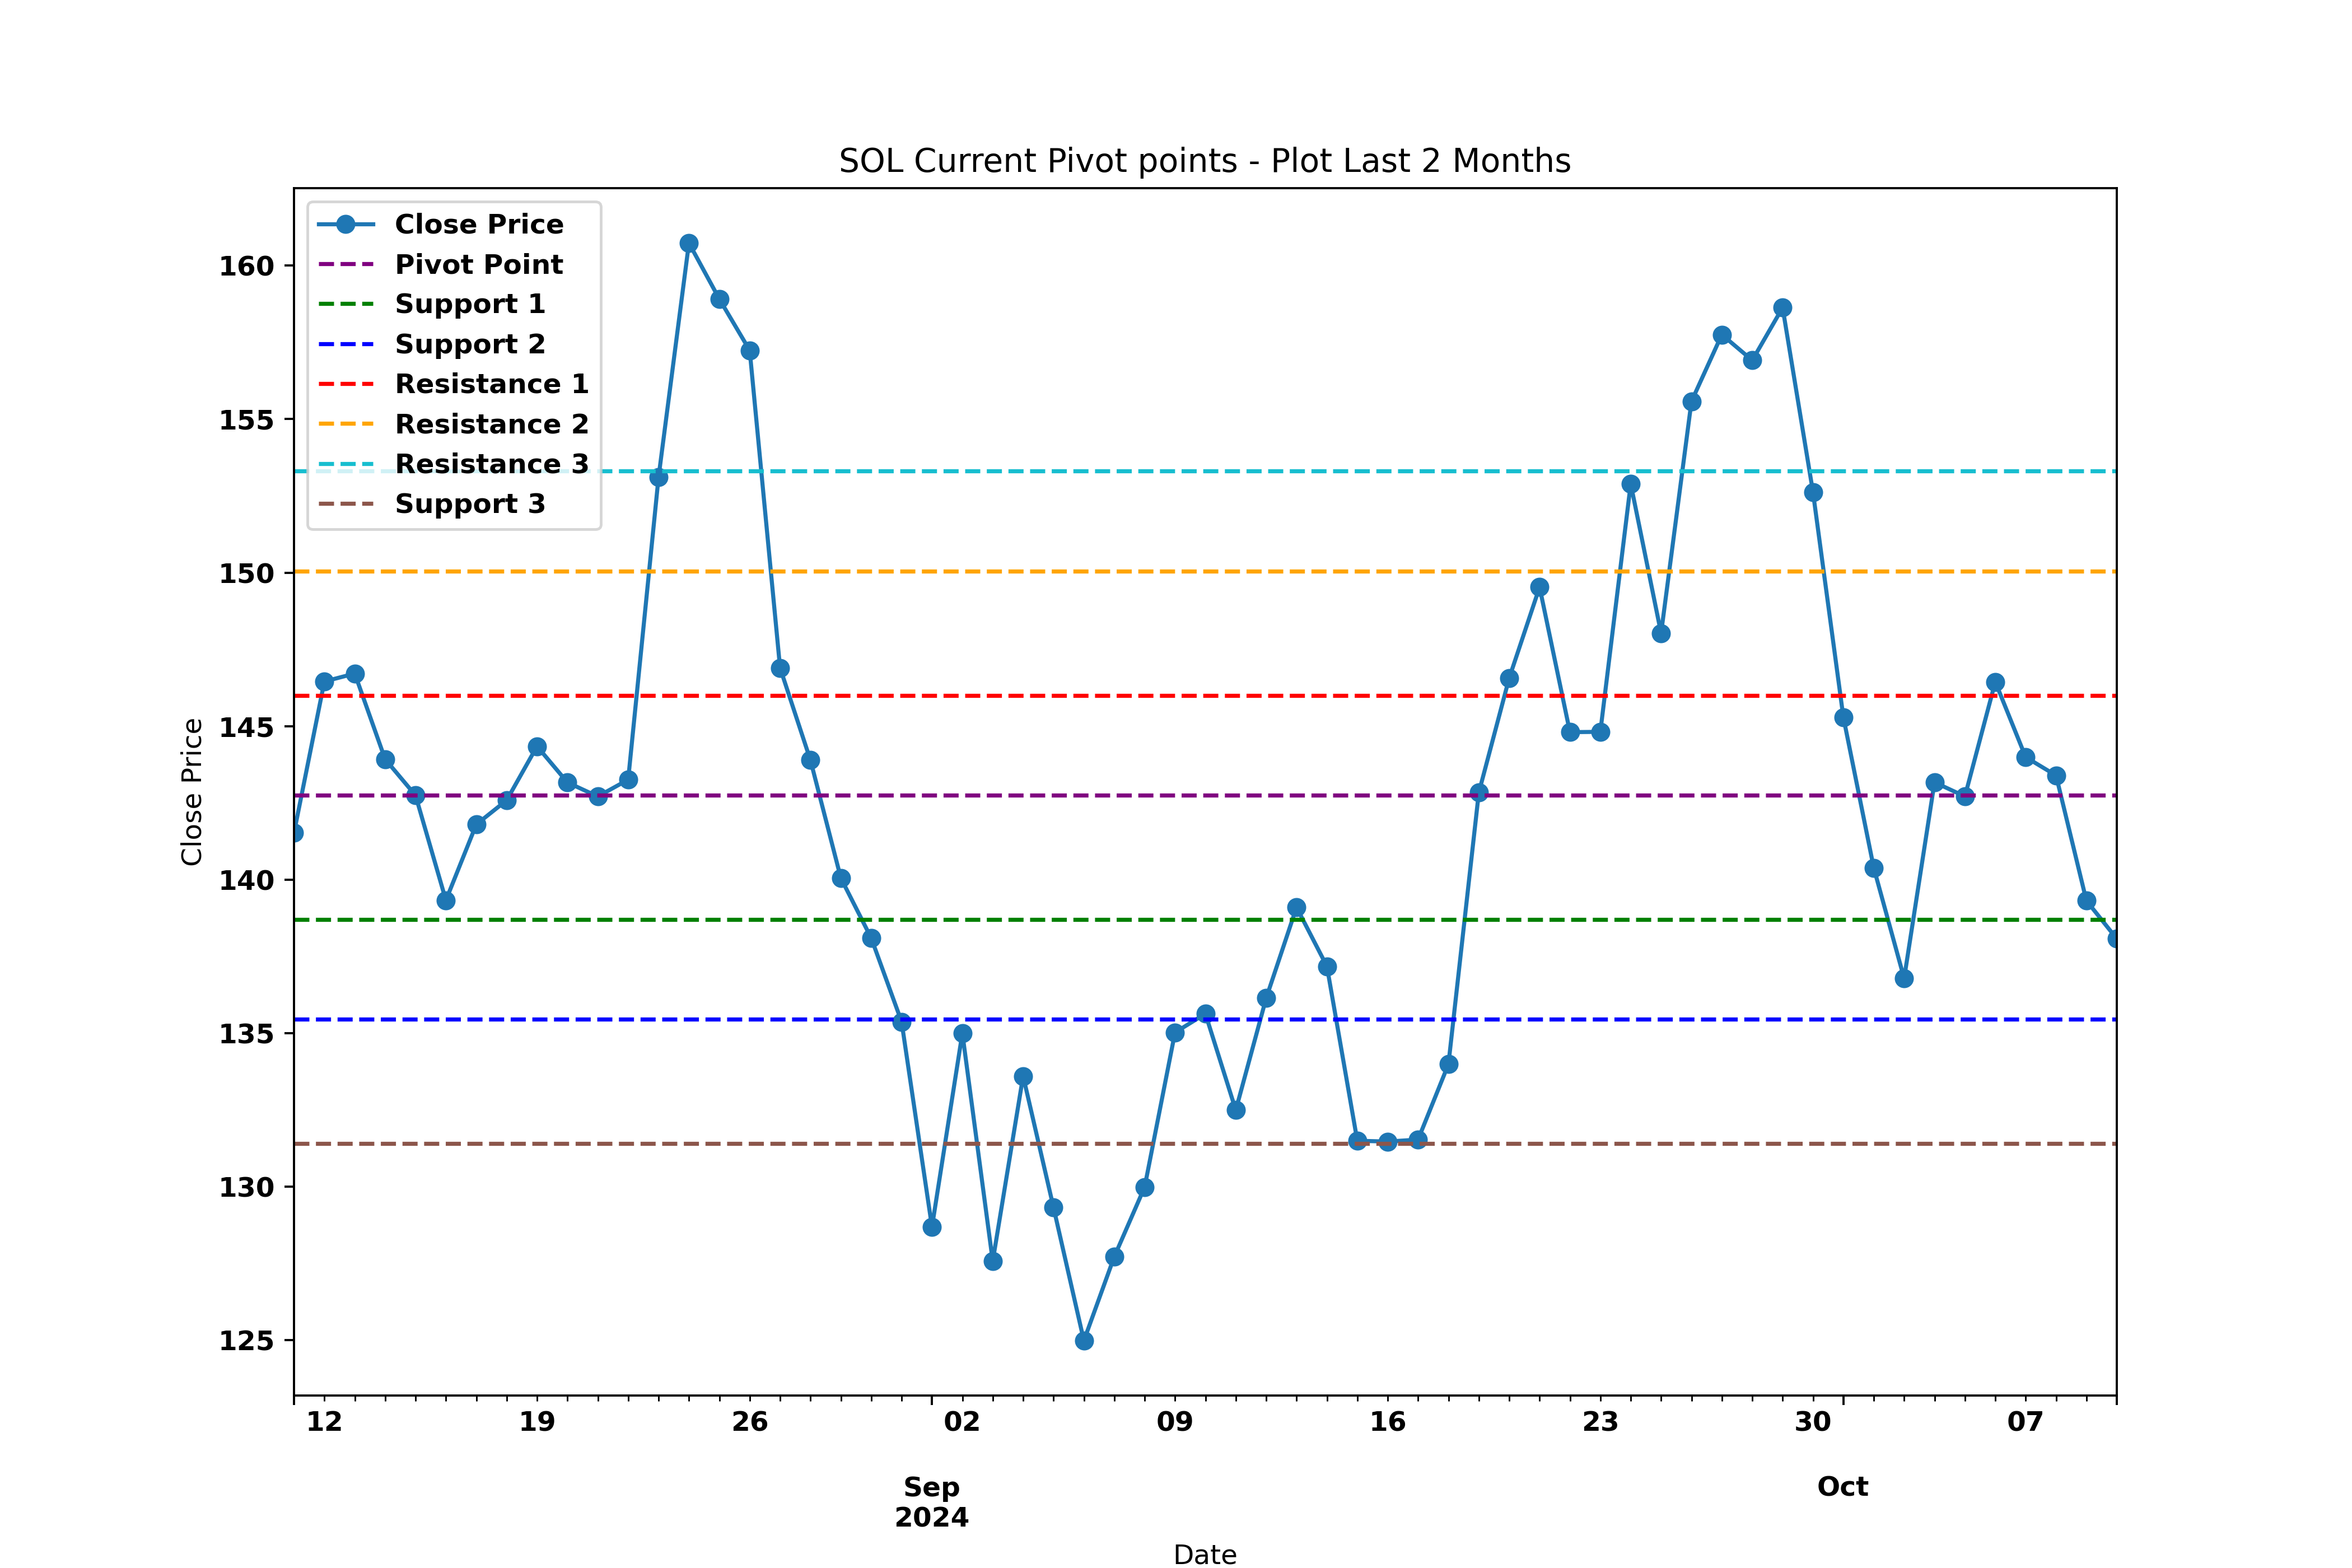 SOL Current Pivot points - Plot Last 2 Months
Close Price
Pivot Point
Support 1
Support 2
Resistance 1
Resistance 2
Resistance 3
Support 3
160
155
150
145
140
135
130
125
Close Price
12 19 26 02 09 16 23 30 07
Sep Oct
2024
Date